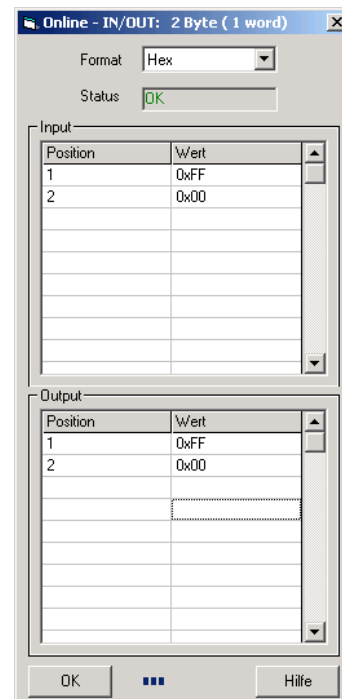 Online - IN/OUT: 2 Byte ( 1 word)
Format Hex
Status OK
Input
Position Wert
1 0xFF
2 0x00
Output
Position Wert
1 0xFF
2 0x00
OK Hilfe